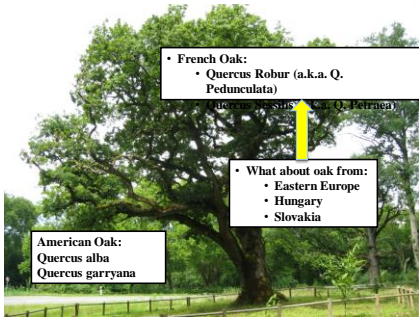 • French Oak:
• Quercus Robur (a.k.a. Q.
Pedunculata)
• Quercus Sessilis a.k.a. Q. Petraea)
• What about oak from:
• Eastern Europe
• Hungary
• Slovakia
American Oak:
Quercus alba
Quercus garryana